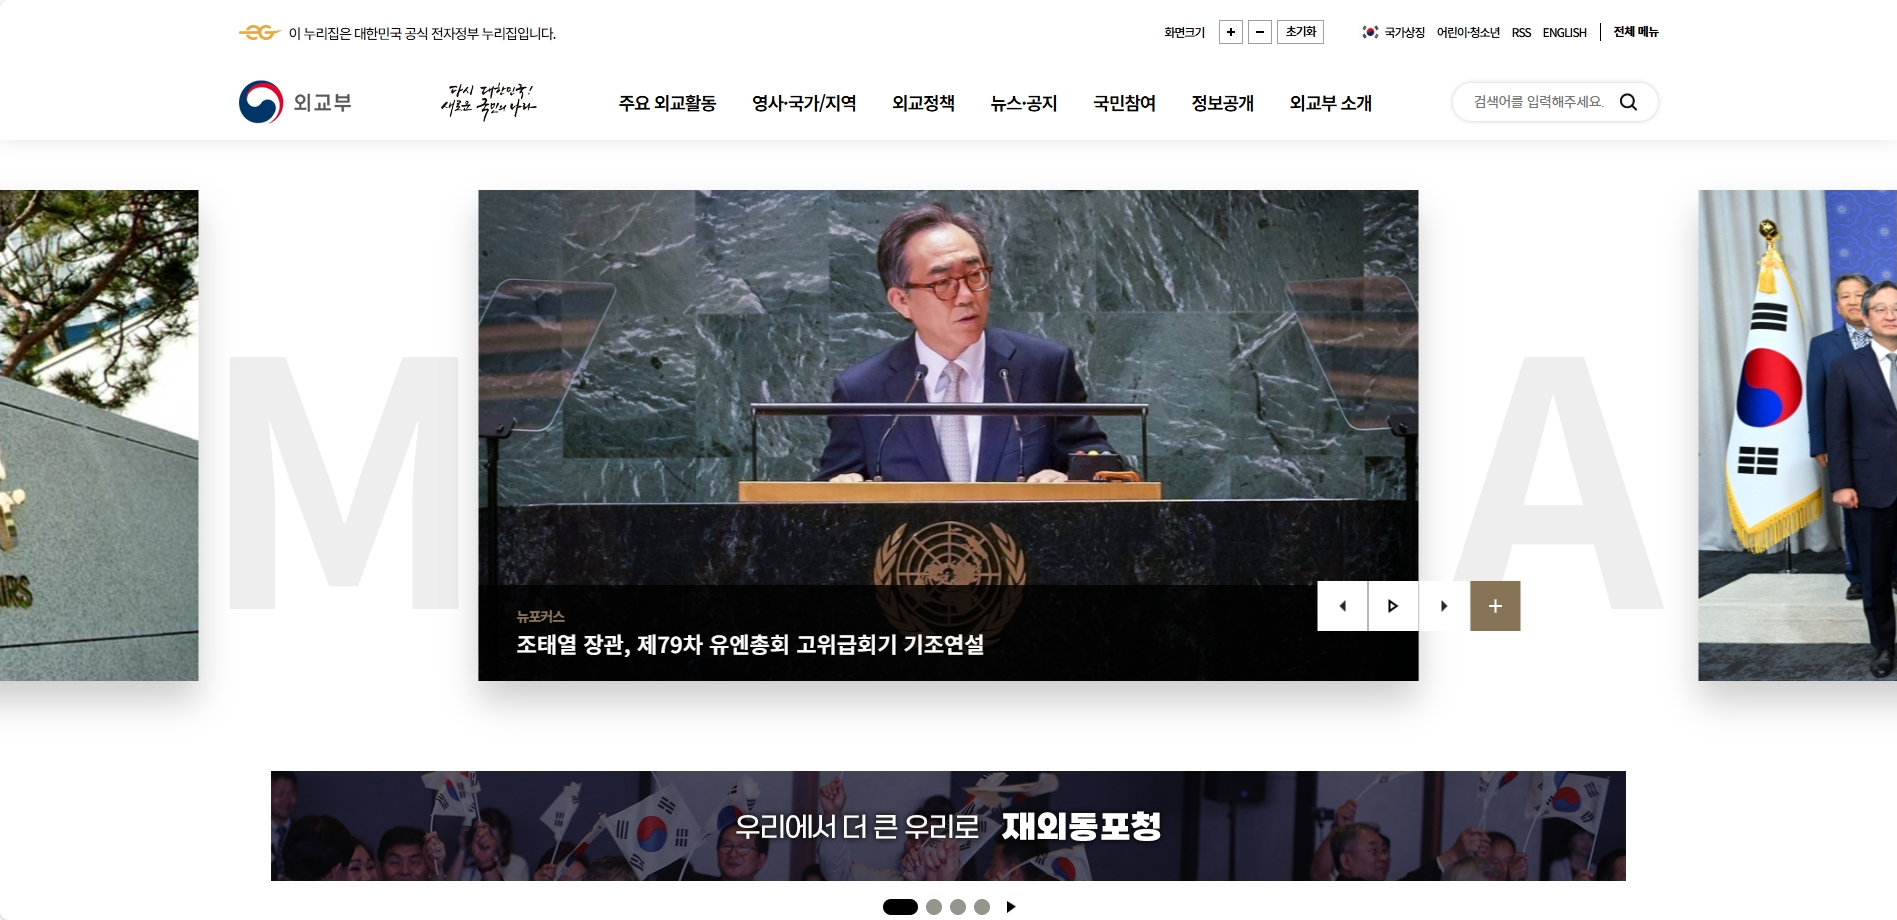 이 누리집은 대한민국 공식 전자정부 누리집입니다.
화면크기 + - 초기화 국가상징 어린이·청소년 RSS ENGLISH 전체 메뉴
외교부
다시 대한민국!
새로운 국민의 나라
주요 외교활동 영사·국가/지역 외교정책 뉴스·공지 국민참여 정보공개 외교부 소개
검색어를 입력해주세요.
M A
AIRS
뉴포커스
조태열 장관, 제79차 유엔총회 고위급회기 기조연설
우리에서 더 큰 우리로 재외동포청